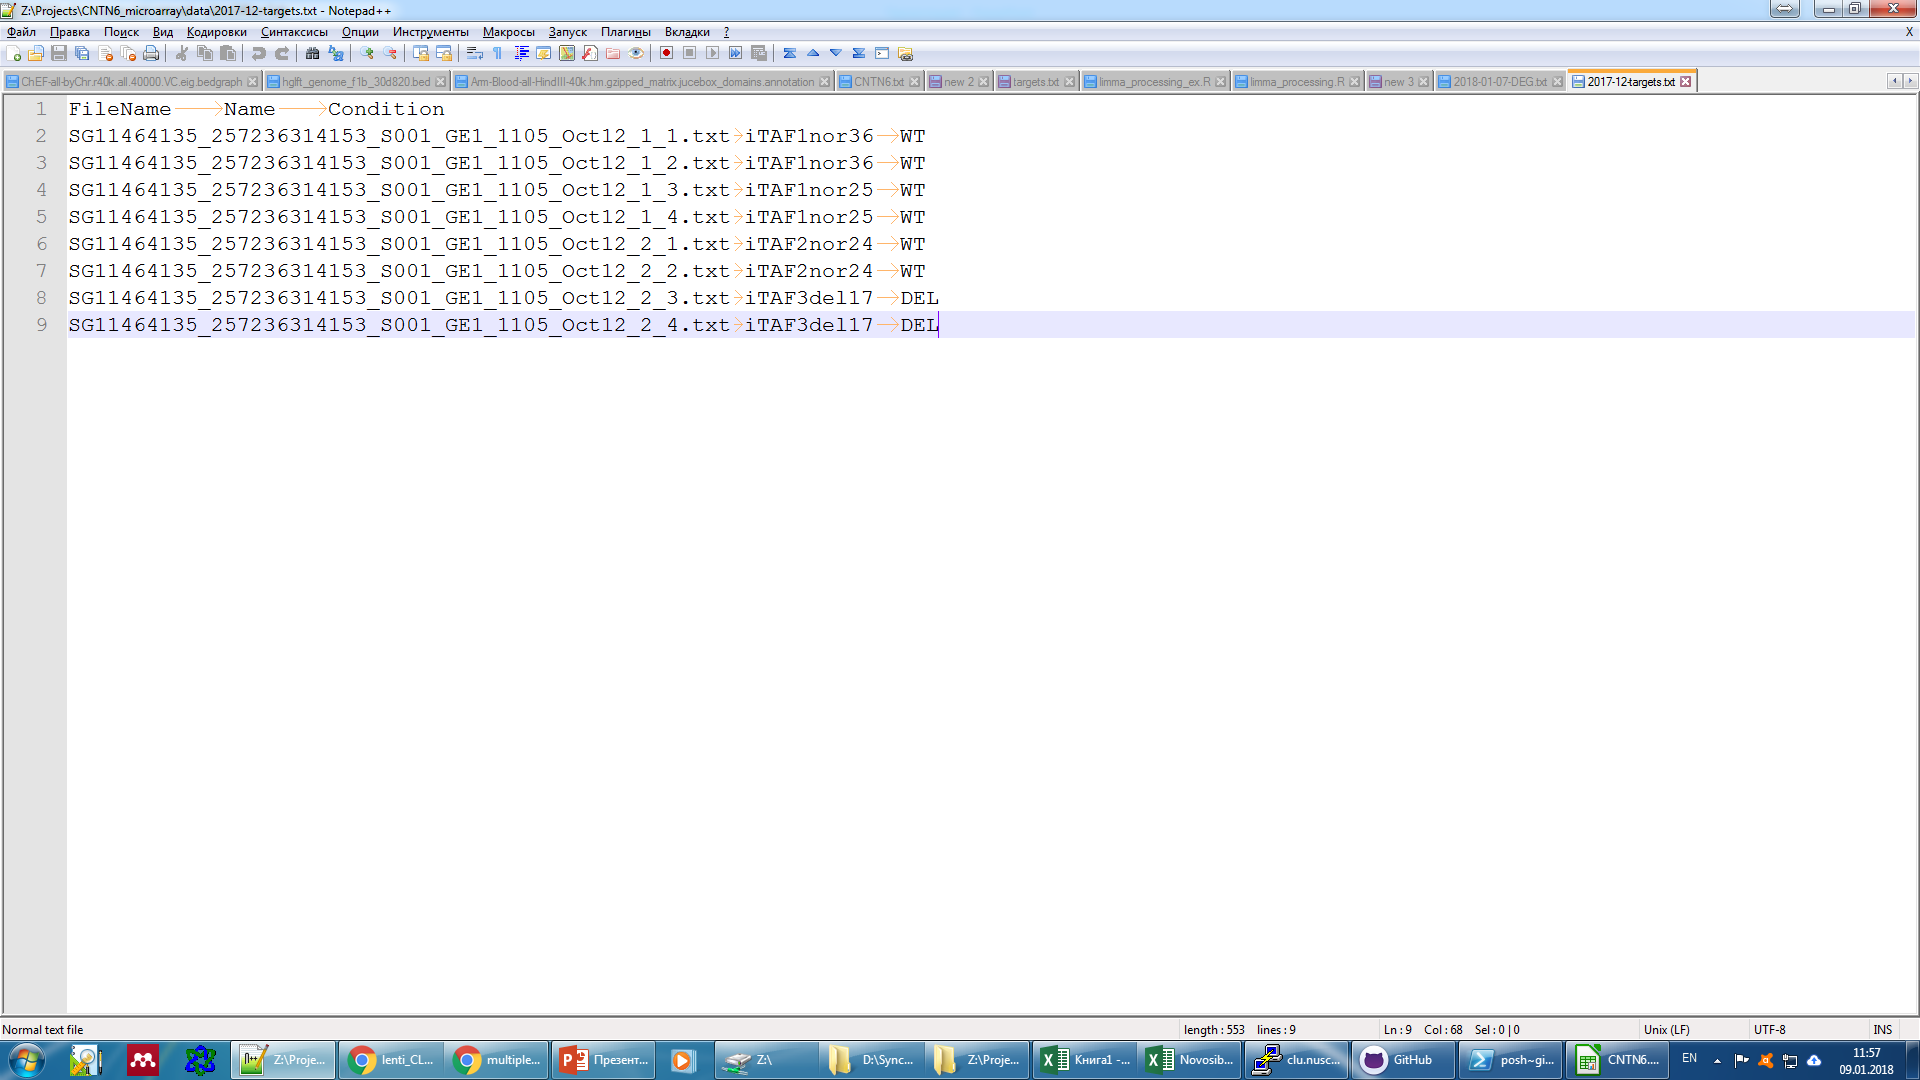 Z:\Projects\CNTN6_microarray\data\2017-12-targets.txt - Notepad++
Файл Правка Поиск Вид Кодировки Синтаксисы Опции Инструменты Макросы Запуск Плагины Вкладки ? X
ChEF-all-byChr.r40k.all.40000.VC.eig.bedgraph hglft_genome_f1b_30d820.bed Arn-Blood-all-HindIII-40k.hm.gzipped_matrix.jucebox_domains.annotation CNTN6.txt new 2 targets.txt limma_processing_ex.R limma_processing.R new 3 2018-01-07-DEG.txt 2017-12-targets.txt
1 FileName Name Condition
2 SG11464135_257236314153_S001_GE1_1105_Oct12_1_1.txt iTAF1nor36 WT
3 SG11464135_257236314153_S001_GE1_1105_Oct12_1_2.txt iTAF1nor36 WT
4 SG11464135_257236314153_S001_GE1_1105_Oct12_1_3.txt iTAF1nor25 WT
5 SG11464135_257236314153_S001_GE1_1105_Oct12_1_4.txt iTAF1nor25 WT
6 SG11464135_257236314153_S001_GE1_1105_Oct12_2_1.txt iTAF2nor24 WT
7 SG11464135_257236314153_S001_GE1_1105_Oct12_2_2.txt iTAF2nor24 WT
8 SG11464135_257236314153_S001_GE1_1105_Oct12_2_3.txt iTAF3del17 DEL
9 SG11464135_257236314153_S001_GE1_1105_Oct12_2_4.txt iTAF3del17 DEL
Normal text file length : 553 lines : 9 Ln : 9 Col : 68 Sel : 0 | 0 Unix (LF) UTF-8 INS
Z:\Proje... lenti_CL... multiple... Презент... Z:\ D:\Sync... Z:\Proje... Книга1 -... Novosib... clu.nusc... GitHub posh~gi... CNTN6.... EN 11:57
09.01.2018